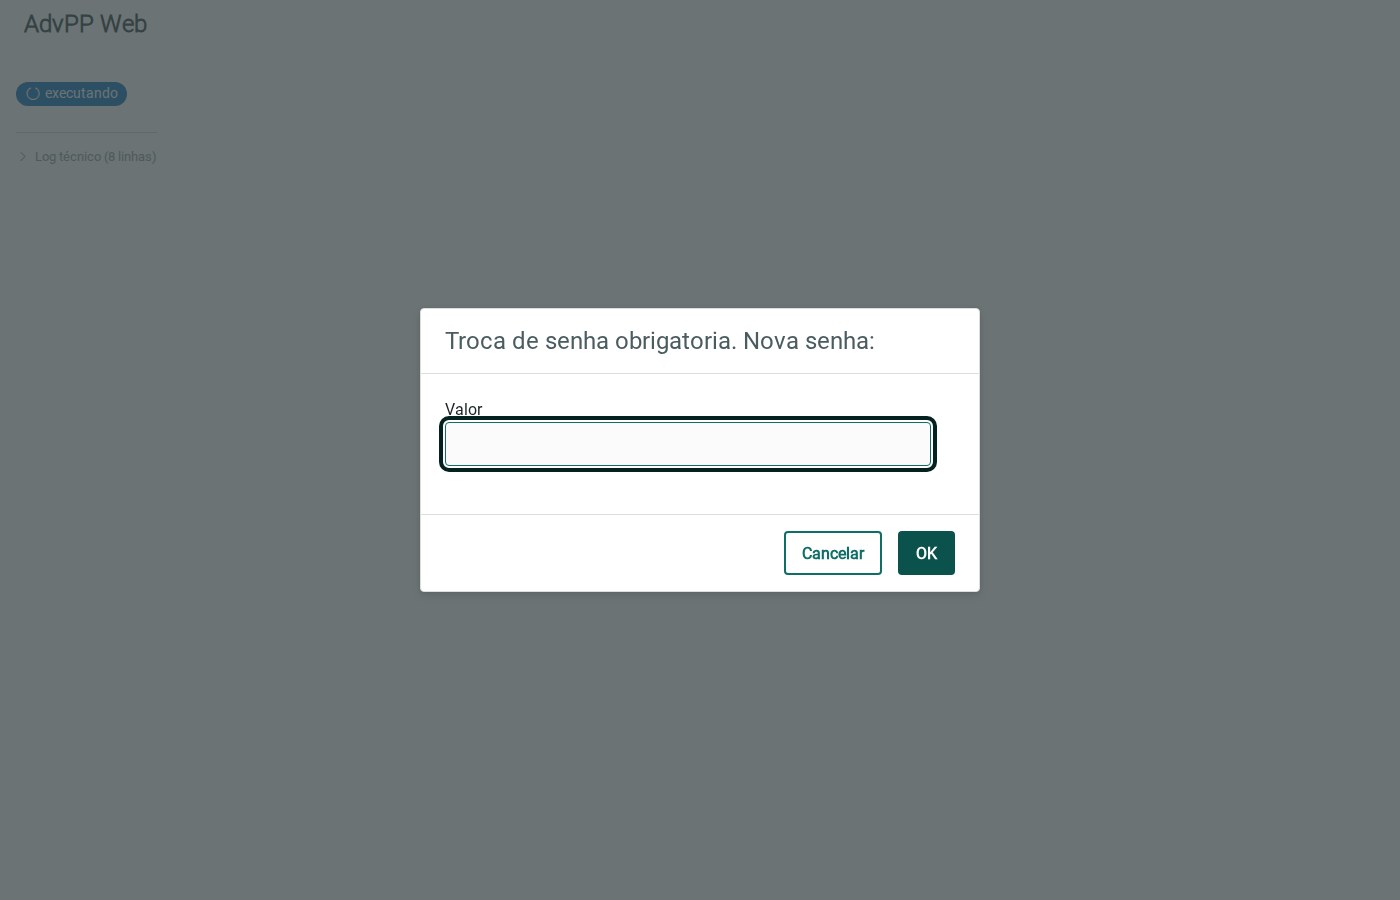 AdvPP Web
executando
Log técnico (8 linhas)
Troca de senha obrigatoria. Nova senha:
Valor
Cancelar
OK